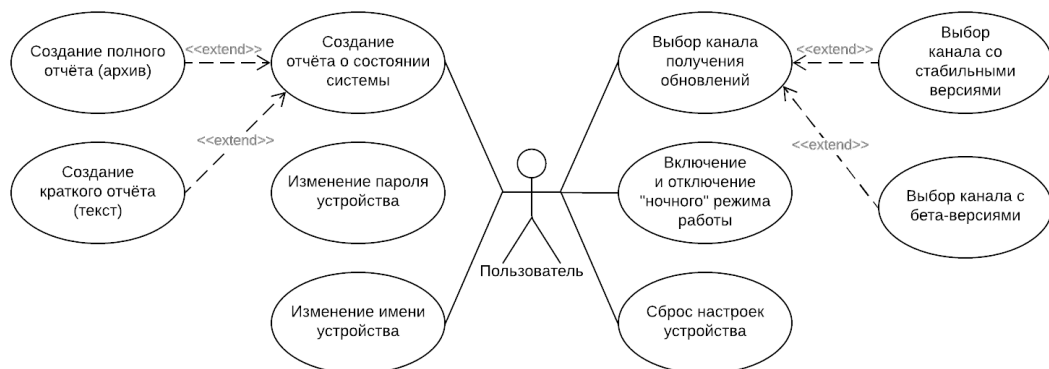 Создание полного
отчёта (архив)
<<extend>>
Создание
отчёта о состоянии
системы
Выбор канала
получения
обновлений
<<extend>>
Выбор
канала со
стабильными
версиями
<<extend>>
<<extend>>
Создание
краткого отчёта
(текст)
Изменение пароля
устройства
Включение
и отключение
"ночного" режима
работы
Выбор канала с
бета-версиями
Пользователь
Изменение имени
устройства
Сброс настроек
устройства